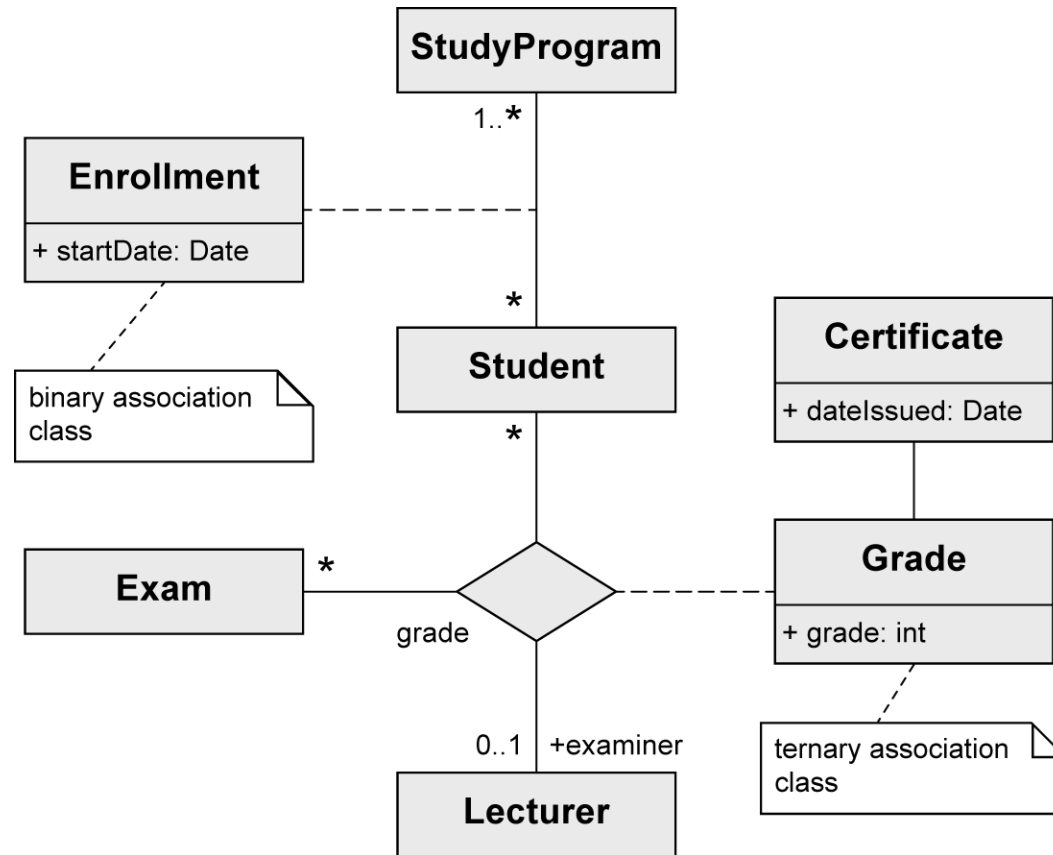 StudyProgram
1..*
Enrollment
+ startDate: Date
*
Student
*
binary association
class
Certificate
+ dateIssued: Date
Exam
*
grade
Grade
+ grade: int
0..1
+examiner
Lecturer
ternary association
class